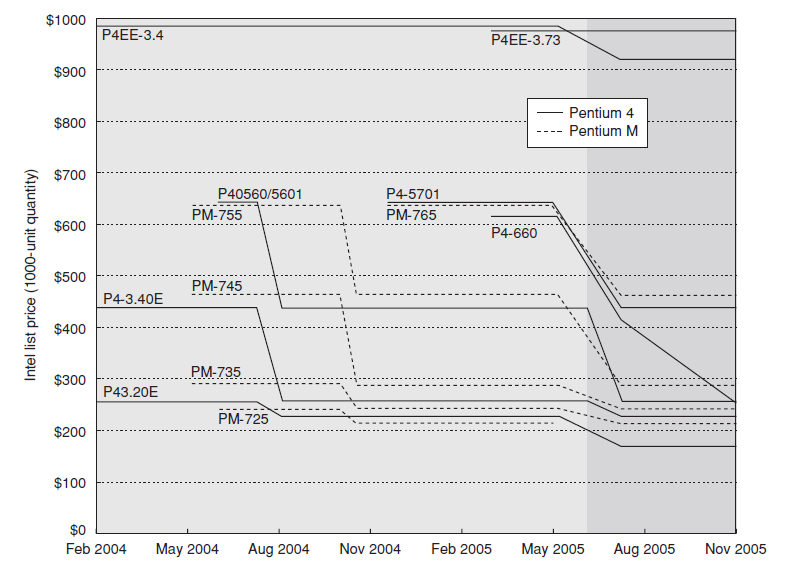 $1000
P4EE-3.4
P4EE-3.73
$900
Pentium 4
$800
Pentium M
$700
P40560/5601
P4-5701
PM-755
PM-765
$600
P4-660
$500
PM-745
P4-3.40E
$400
PM-735
$300
P43.20E
PM-725
$200
$100
$0
Intel list price (1000-unit quantity)
Feb 2004 May 2004 Aug 2004 Nov 2004 Feb 2005 May 2005 Aug 2005 Nov 2005